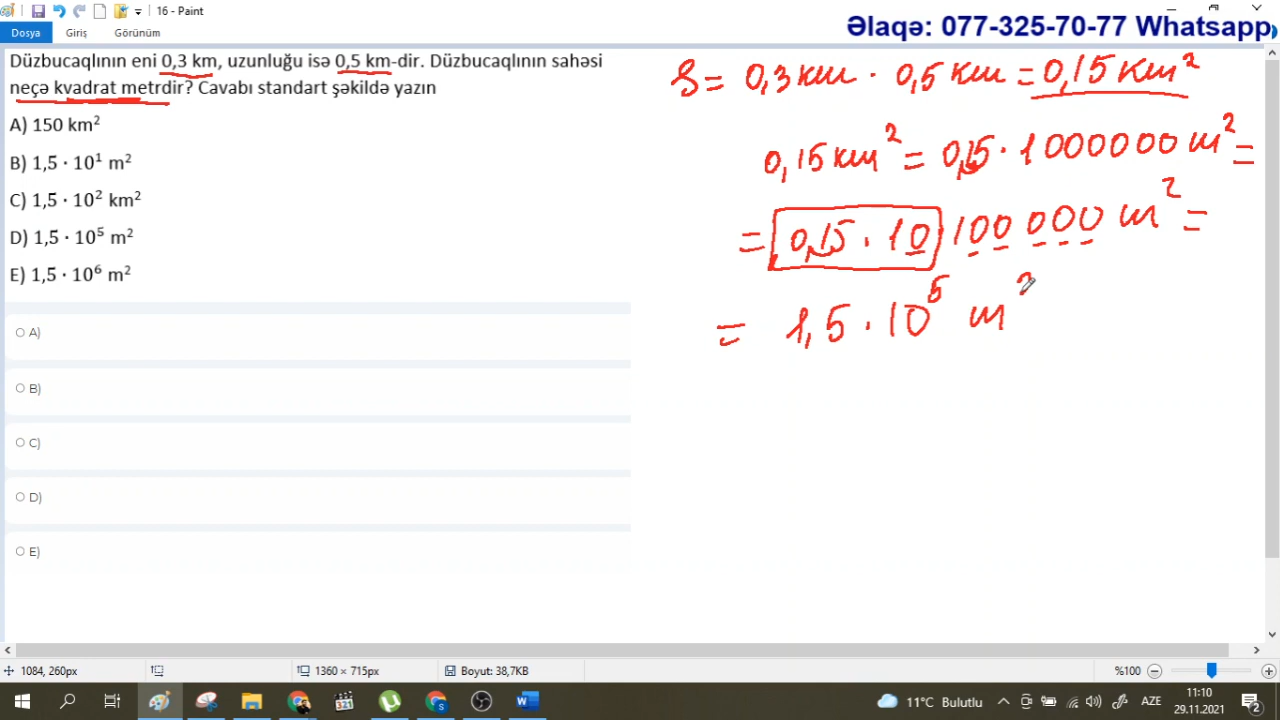 16 - Paint
Dosya Giriş Görünüm
Əlaqə: 077-325-70-77 Whatsapp
Düzbucaqlının eni 0,3 km, uzunluğu isə 0,5 km-dir. Düzbucaqlının sahəsi
neçə kvadrat metrdir? Cavabı standart şəkildə yazın
A) 150 km²
B) 1,5 · 10¹ m²
C) 1,5 · 10² km²
D) 1,5 · 10⁵ m²
E) 1,5 · 10⁶ m²
A)
B)
C)
D)
E)
S = 0,3 km · 0,5 km = 0,15 km²
0,15 km² = 0,15 · 1000000 m² =
= 0,15 · 10 100 000 m² =
= 1,5 · 10⁵ m²
1084, 260px 1360 × 715px Boyut: 38,7KB %100
11°C Bulutlu AZE 11:10
29.11.2021 2